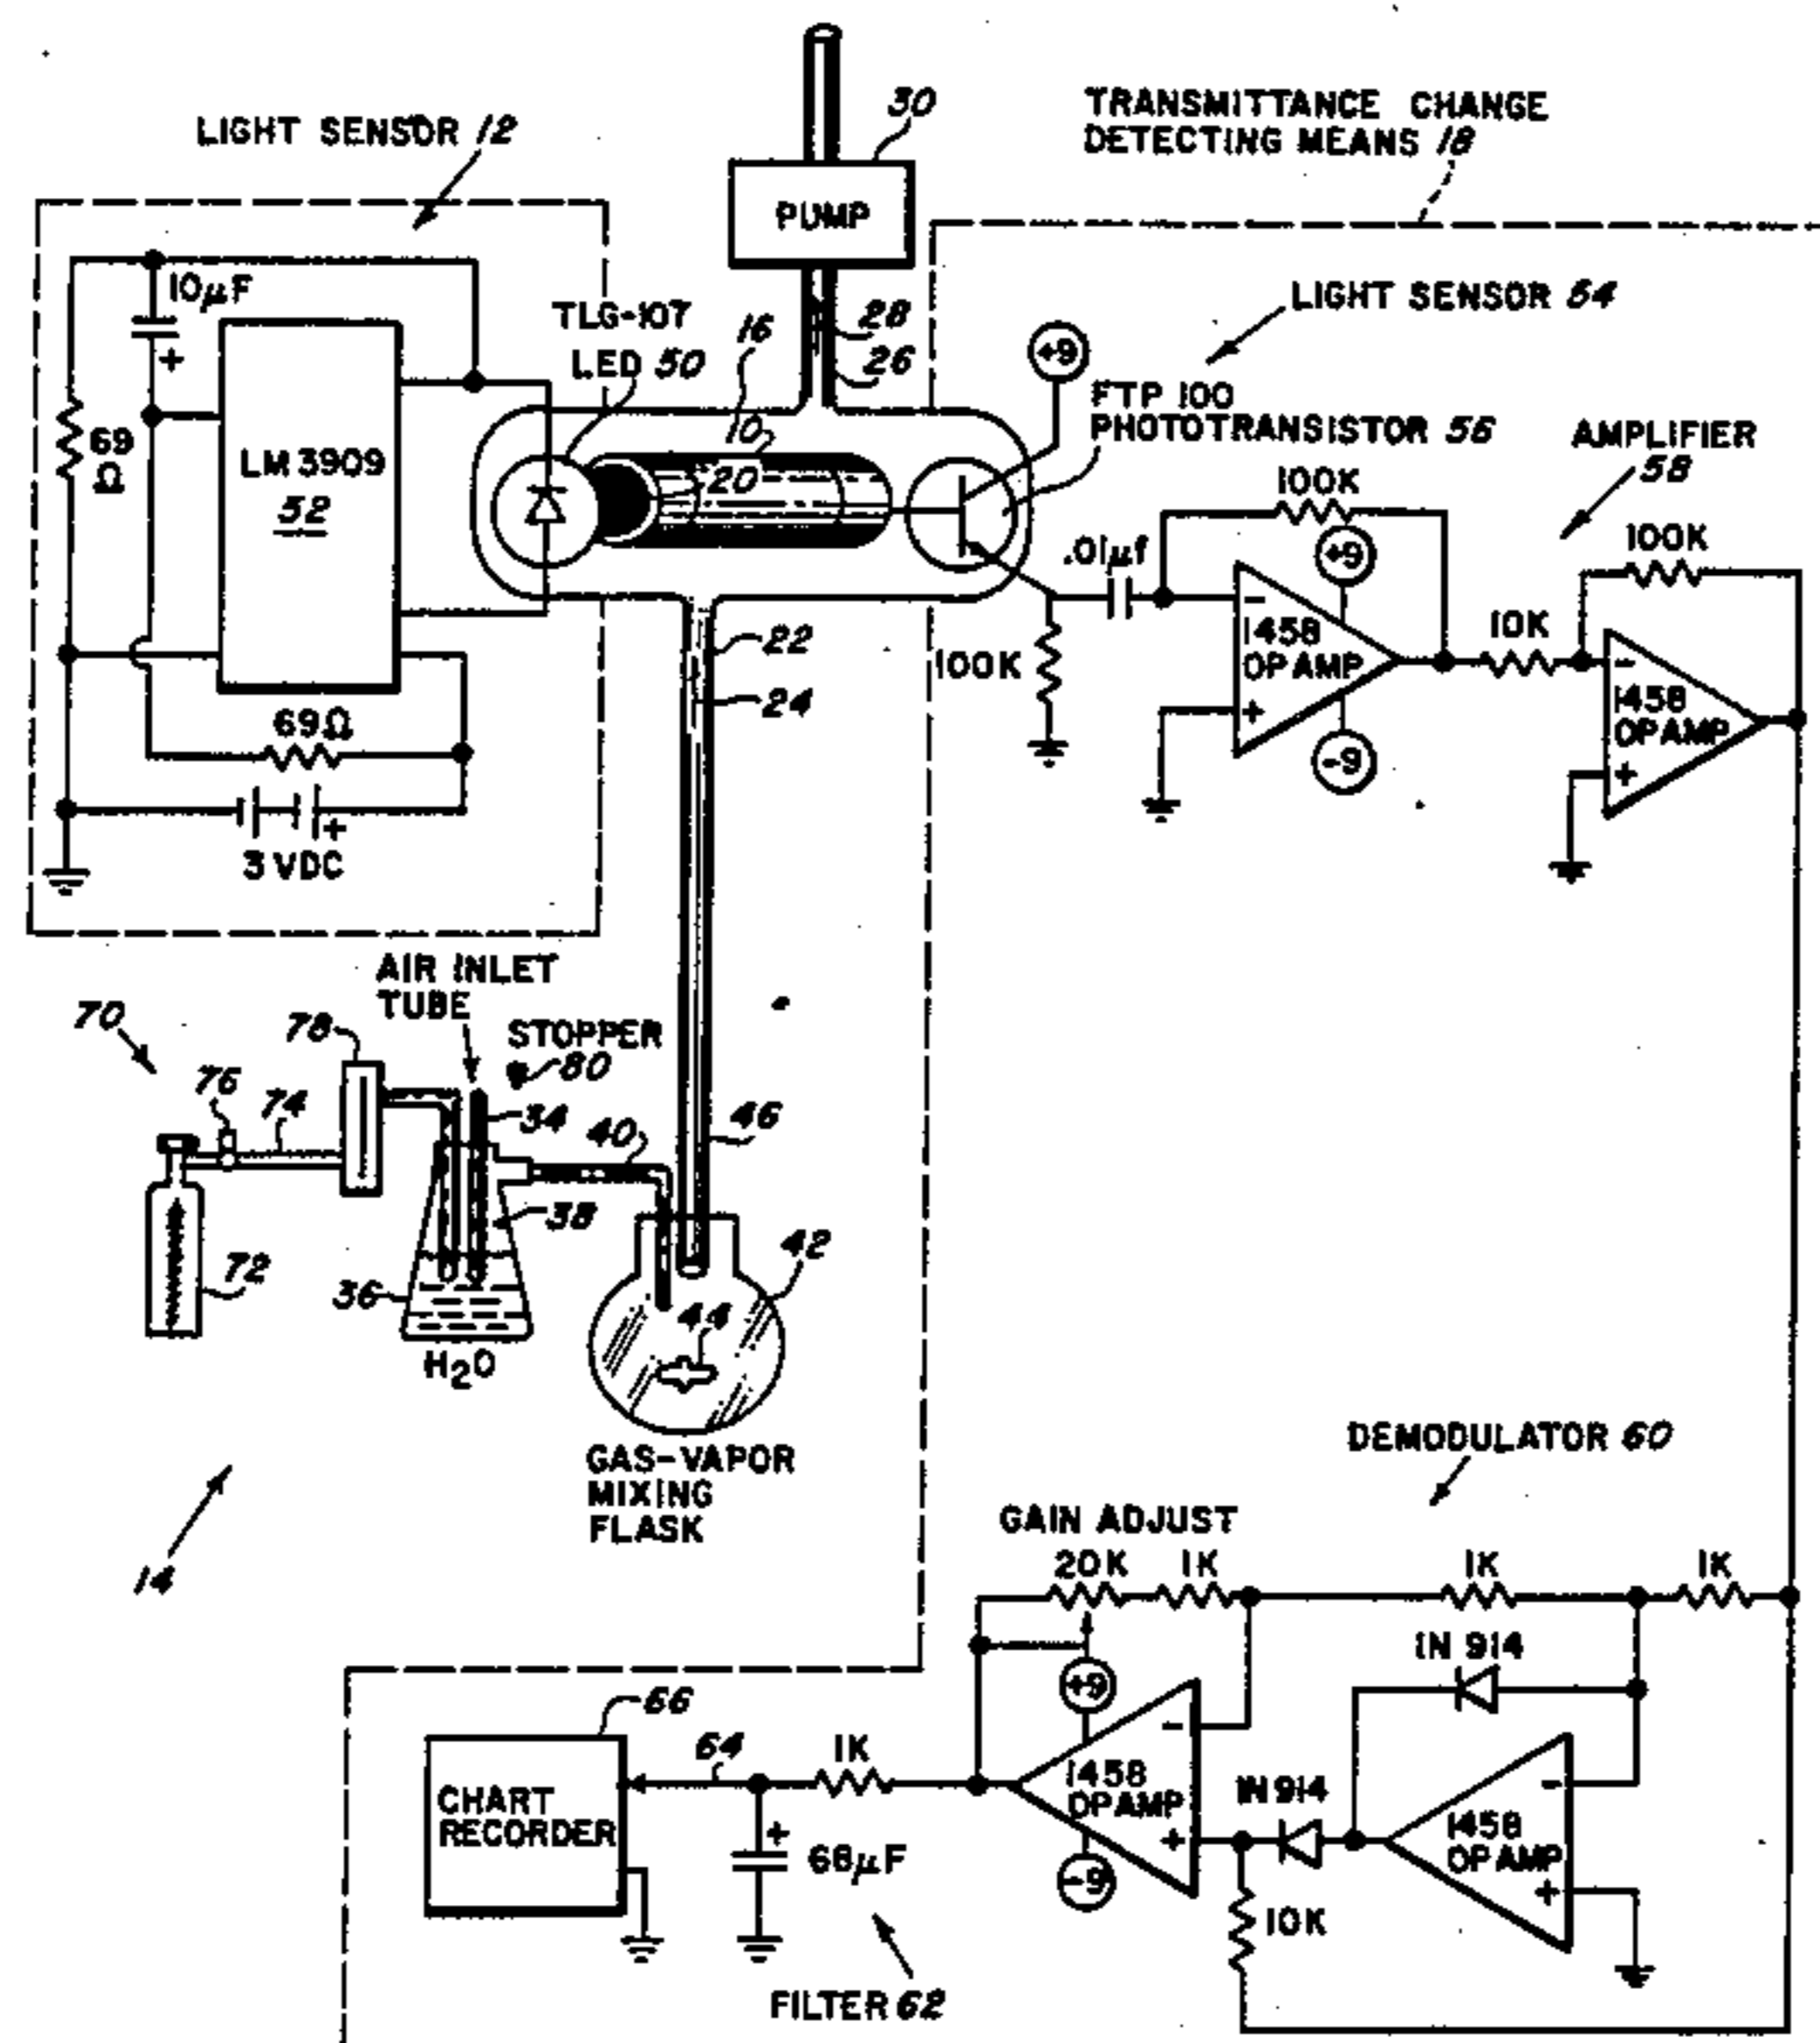 LIGHT SENSOR 12
30
TRANSMITTANCE CHANGE
DETECTING MEANS 18
PUMP
LIGHT SENSOR 54
10µF
+
TLG-107
LED 50
16
28
26
+9
FTP 100
PHOTOTRANSISTOR 56
AMPLIFIER
58
69
Ω
LM 3909
52
10
20
100K
.01µf
+9
100K
-
1458
OP AMP
+
-9
10K
-
1458
OP AMP
+
22
24
100K
69Ω
+
3 VDC
AIR INLET
TUBE
70
78
STOPPER
80
76
74
34
40
46
38
42
72
36
44
H2O
GAS-VAPOR
MIXING
FLASK
14
DEMODULATOR 60
GAIN ADJUST
20K
1K
1K
1K
1N 914
+9
66
64
1K
-
1458
OP AMP
+
-9
1N 914
-
1458
OP AMP
+
CHART
RECORDER
+
68µF
10K
FILTER 62